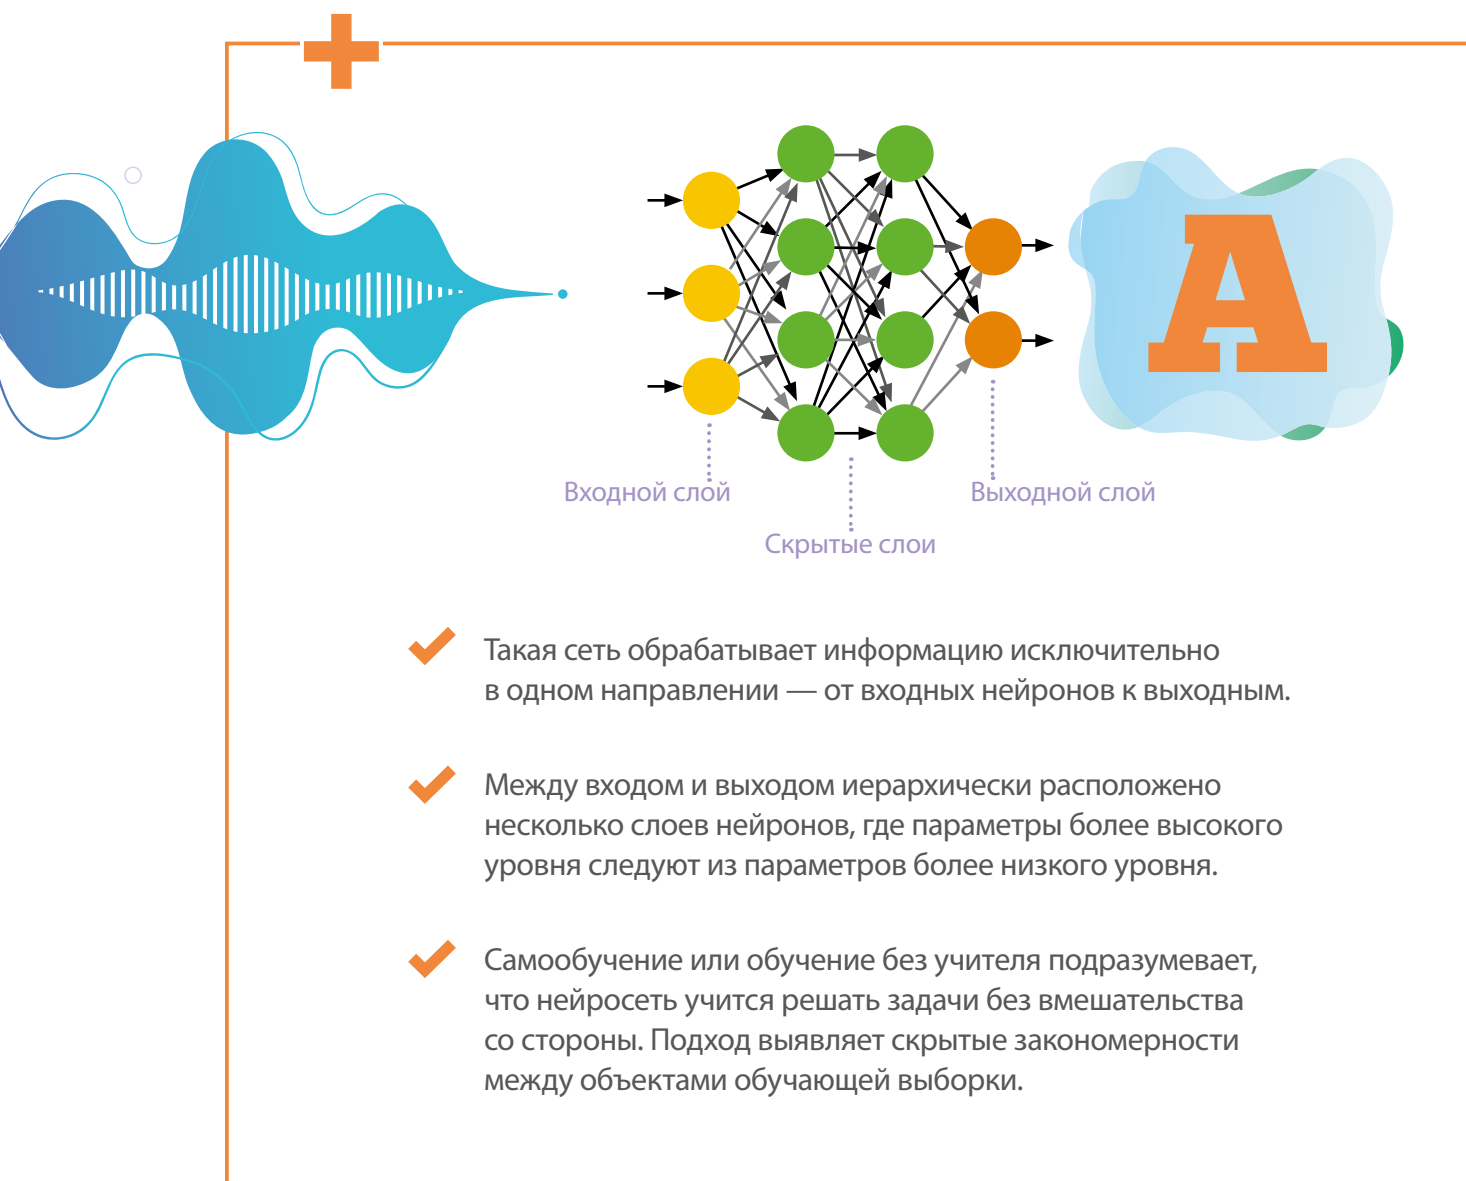 А
Входной слой
Выходной слой
Скрытые слои
Такая сеть обрабатывает информацию исключительно
в одном направлении — от входных нейронов к выходным.
Между входом и выходом иерархически расположено
несколько слоев нейронов, где параметры более высокого
уровня следуют из параметров более низкого уровня.
Самообучение или обучение без учителя подразумевает,
что нейросеть учится решать задачи без вмешательства
со стороны. Подход выявляет скрытые закономерности
между объектами обучающей выборки.